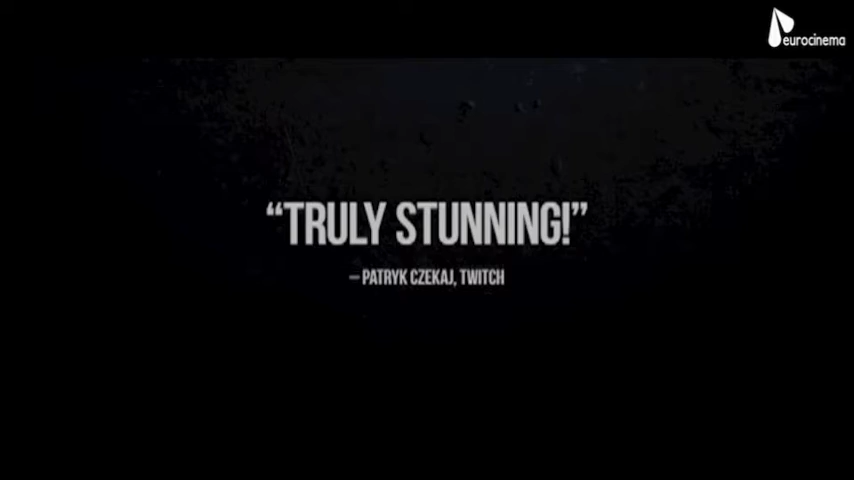 eurocinema
“TRULY STUNNING!”
– PATRYK CZEKAJ, TWITCH